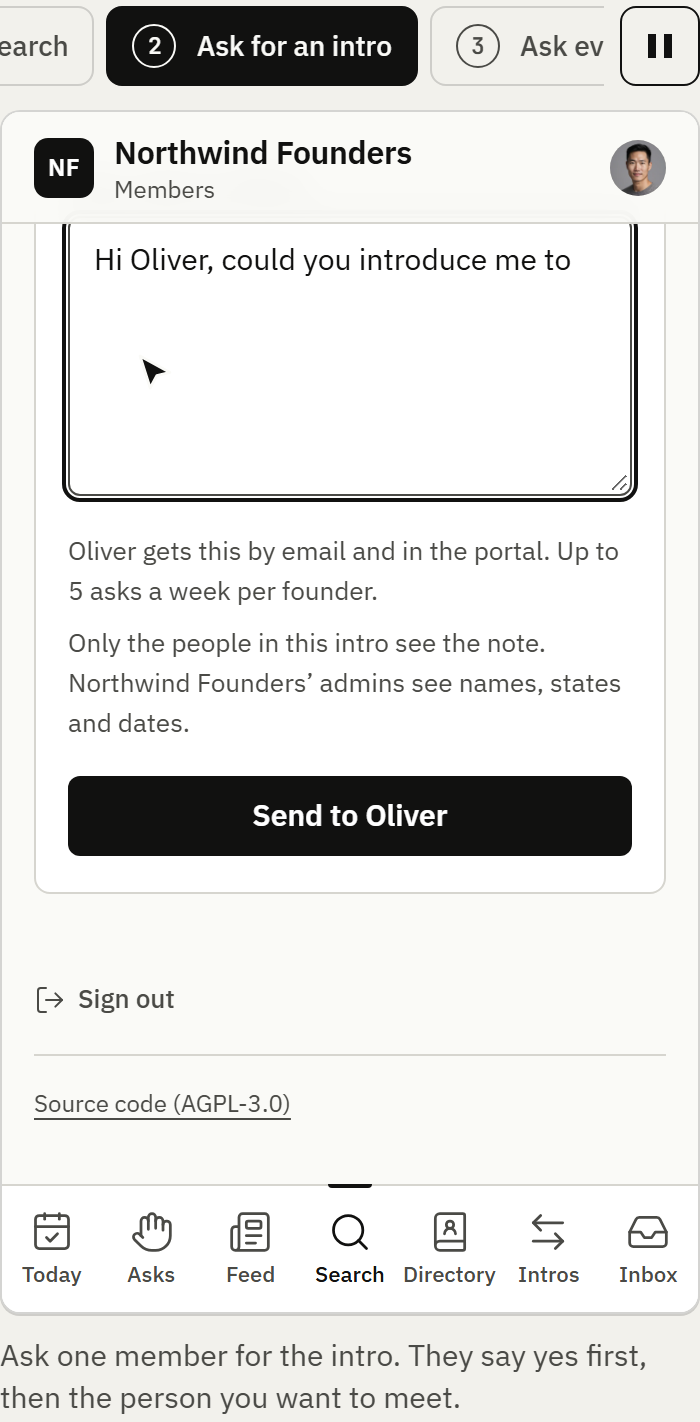 earch
2 Ask for an intro
3 Ask ev
NF
Northwind Founders
Members
Hi Oliver, could you introduce me to
Oliver gets this by email and in the portal. Up to
5 asks a week per founder.
Only the people in this intro see the note.
Northwind Founders’ admins see names, states
and dates.
Send to Oliver
Sign out
Source code (AGPL-3.0)
Today
Asks
Feed
Search
Directory
Intros
Inbox
Ask one member for the intro. They say yes first,
then the person you want to meet.